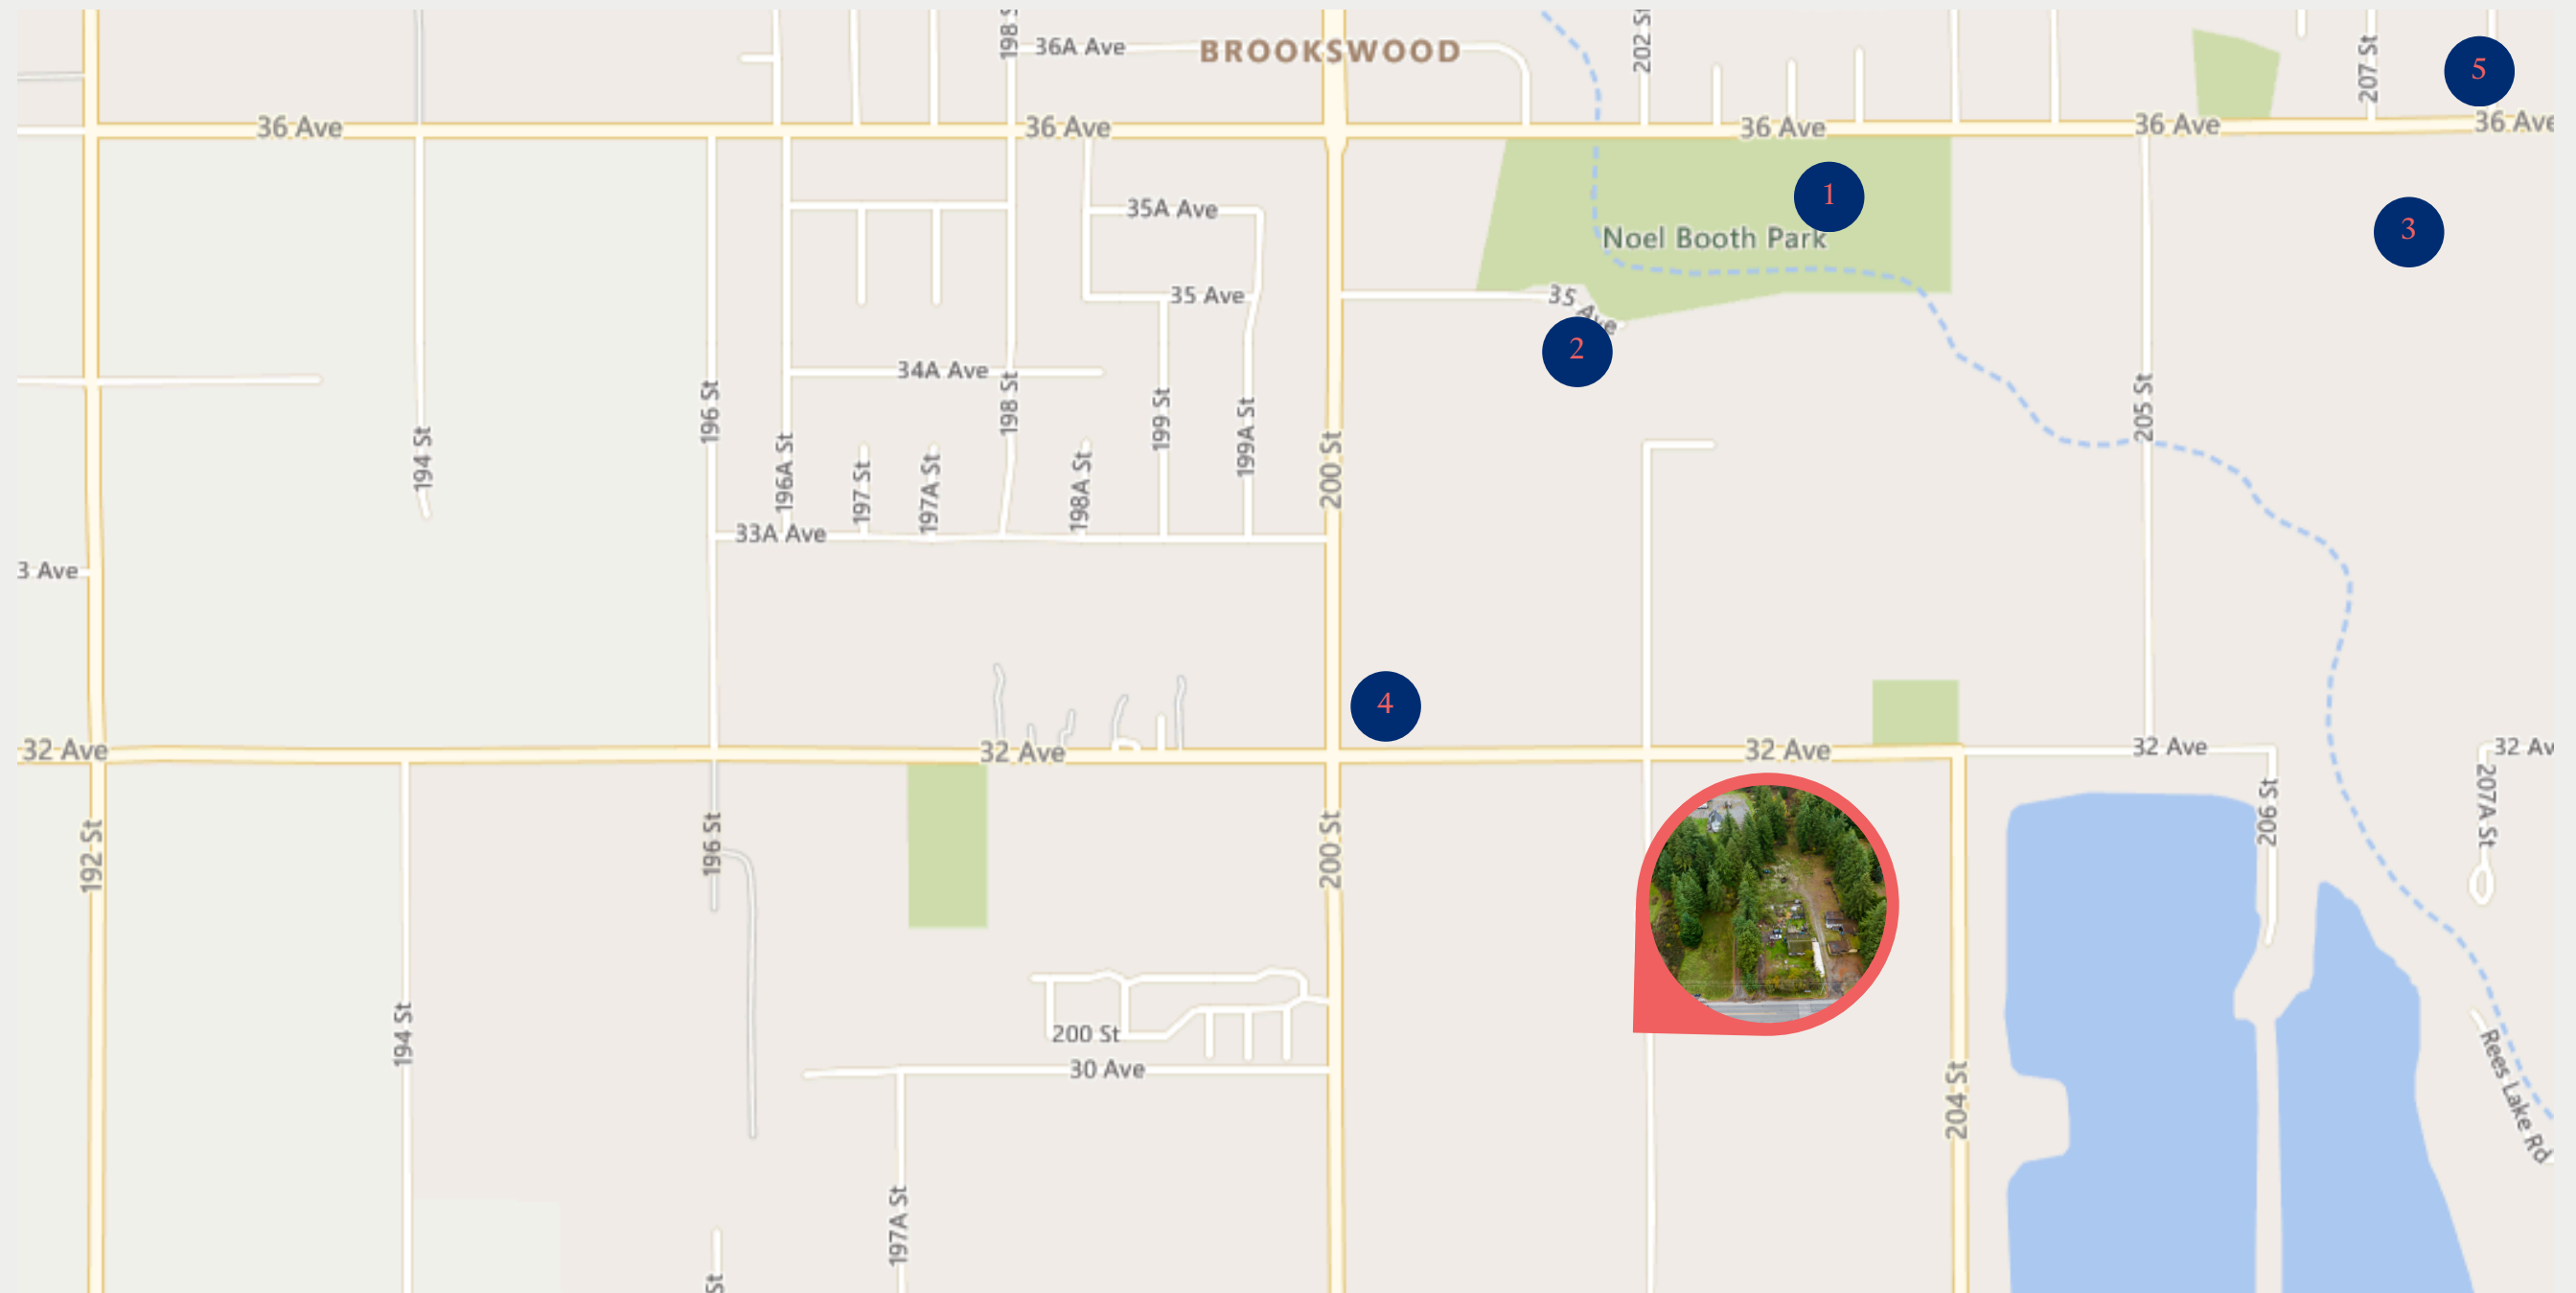 198 S
36A Ave
BROOKSWOOD
202 St
207 St
5
36 Ave
36 Ave
36 Ave
36 Ave
36 Ave
1
35A Ave
Noel Booth Park
3
35 Ave
35 Ave
2
34A Ave
194 St
196 St
196A St
197 St
197A St
198 St
198A St
199 St
199A St
200 St
205 St
33A Ave
3 Ave
4
32 Ave
32 Ave
32 Ave
32 Ave
32 Av
192 St
196 St
200 St
206 St
207A St
194 St
200 St
30 Ave
204 St
Rees Lake Rd
197A St
St